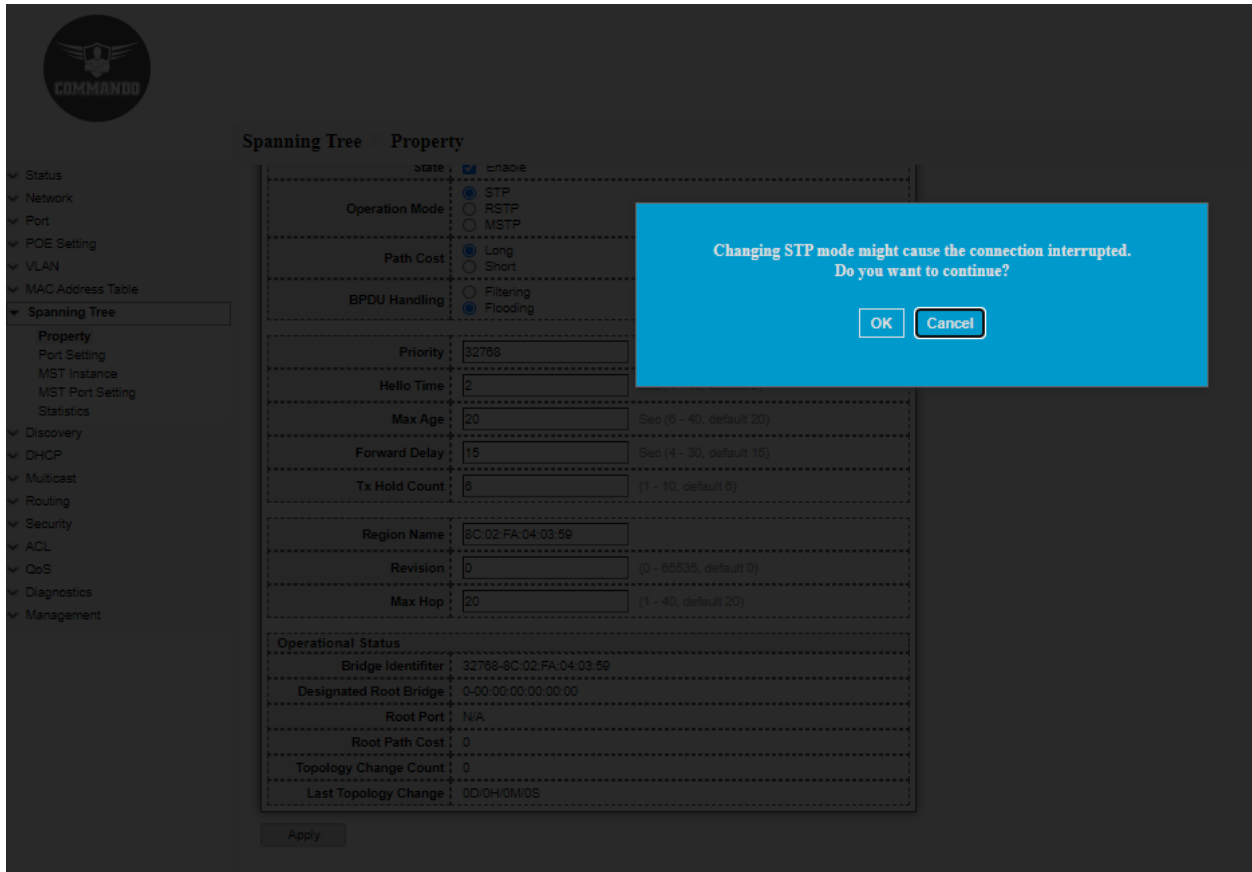 COMMANDO
Spanning Tree Property
Status
Network
Port
POE Setting
VLAN
MAC Address Table
Spanning Tree
Property
Port Setting
MST Instance
MST Port Setting
Statistics
Discovery
DHCP
Multicast
Routing
Security
ACL
QoS
Diagnostics
Management
State Enable
Operation Mode STP
RSTP
MSTP
Path Cost Long
Short
BPDU Handling Filtering
Flooding
Priority 32768
Hello Time 2
Max Age 20 Sec (6 - 40, default 20)
Forward Delay 15 Sec (4 - 30, default 15)
Tx Hold Count 6 (1 - 10, default 6)
Region Name 8C:02:FA:04:03:59
Revision 0 (0 - 65535, default 0)
Max Hop 20 (1 - 40, default 20)
Operational Status
Bridge Identifiter 32768-8C:02:FA:04:03:59
Designated Root Bridge 0-00:00:00:00:00:00
Root Port N/A
Root Path Cost 0
Topology Change Count 0
Last Topology Change 0D/0H/0M/0S
Apply
Changing STP mode might cause the connection interrupted.
Do you want to continue?
OK Cancel